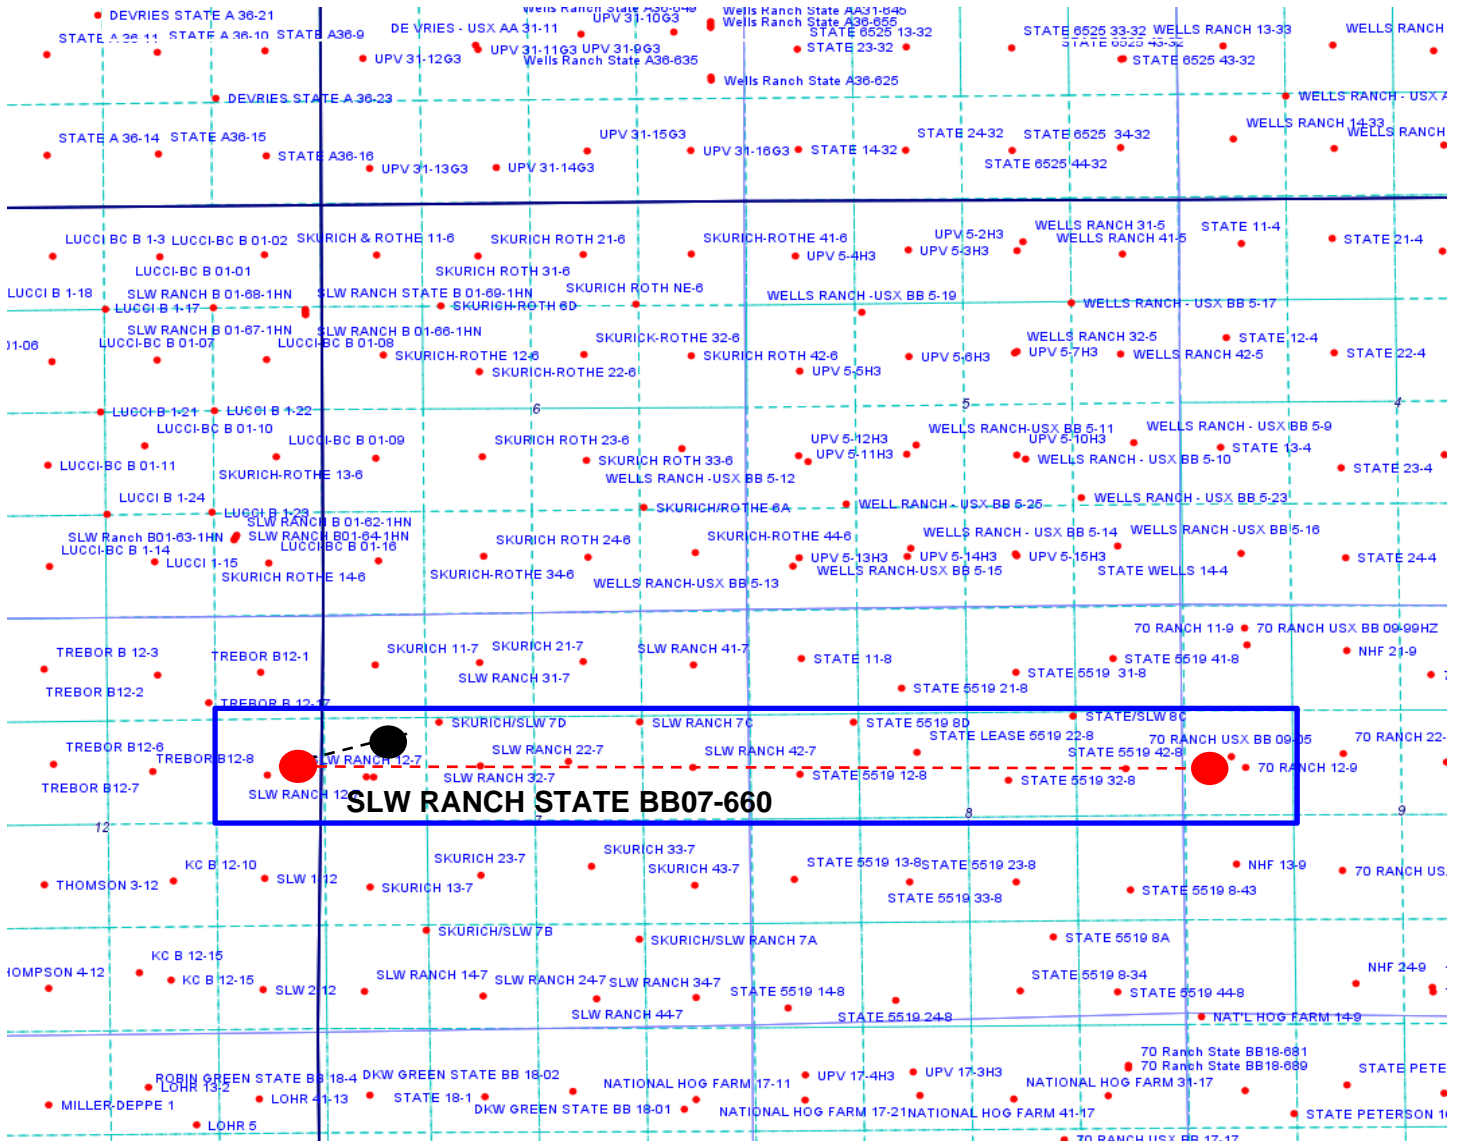 DEVRIES STATE A 36-21
Wells Ranch State AA31-645
DE VRIES - USX AA 31-11
UPV 31-10G3
Wells Ranch State A36-655
STATE 6525 33-32
WELLS RANCH 13-33
WELLS RANCH
STATE A 36-11
STATE A 36-10
STATE A36-9
STATE 6525 13-32
STATE 6525 43-32
UPV 31-12G3
UPV 31-11G3
UPV 31-9G3
STATE 23-32
Wells Ranch State A36-635
STATE 6525 43-32
Wells Ranch State A36-625
DEVRIES STATE A 36-23
WELLS RANCH - USX A
STATE A 36-14
STATE A36-15
UPV 31-15G3
STATE 24-32
STATE 6525 34-32
WELLS RANCH 14-33
WELLS RANCH
STATE A36-16
UPV 31-13G3
UPV 31-14G3
UPV 31-16G3
STATE 14-32
STATE 6525 44-32
LUCCI-BC B 1-3
LUCCI-BC B 01-02
SKURICH & ROTHE 11-6
SKURICH ROTH 21-6
SKURICH-ROTHE 41-6
UPV 5-2H3
WELLS RANCH 31-5
WELLS RANCH 41-5
STATE 11-4
STATE 21-4
LUCCI-BC B 01-01
SKURICH ROTH 31-6
UPV 5-4H3
UPV 5-3H3
LUCCI B 1-18
SLW RANCH B 01-68-1HN
SLW RANCH STATE B 01-69-1HN
SKURICH ROTH NE-6
WELLS RANCH -USX BB 5-19
WELLS RANCH - USX BB 5-17
LUCCI B 1-17
SKURICH-ROTH 6D
SLW RANCH B 01-67-1HN
SLW RANCH B 01-66-1HN
01-06
LUCCI-BC B 01-07
LUCCI-BC B 01-08
SKURICK-ROTHE 32-6
WELLS RANCH 32-5
STATE 12-4
SKURICH-ROTHE 12-6
SKURICH ROTH 42-6
UPV 5-6H3
UPV 5-7H3
WELLS RANCH 42-5
STATE 22-4
SKURICH-ROTHE 22-6
UPV 5-5H3
LUCCI B 1-21
LUCCI B 1-22
6
5
4
LUCCI-BC B 01-10
LUCCI-BC B 01-09
SKURICH ROTH 23-6
UPV 5-12H3
WELLS RANCH-USX BB 5-11
UPV 5-10H3
WELLS RANCH - USX BB 5-9
LUCCI-BC B 01-11
SKURICH-ROTHE 13-6
SKURICH ROTH 33-6
UPV 5-11H3
WELLS RANCH - USX BB 5-10
STATE 13-4
STATE 23-4
WELLS RANCH -USX BB 5-12
LUCCI B 1-24
LUCCI B 1-23
SKURICH/ROTHE 6A
WELL RANCH - USX BB 5-25
WELLS RANCH - USX BB 5-23
SLW RANCH B 01-62-1HN
SLW Ranch B01-63-1HN
SLW RANCH B01-64-1HN
LUCCI-BC B 1-14
LUCCI-BC B 01-16
SKURICH ROTH 24-6
SKURICH-ROTHE 44-6
WELLS RANCH - USX BB 5-14
WELLS RANCH -USX BB 5-16
LUCCI 1-15
SKURICH ROTHE 14-6
SKURICH-ROTHE 34-6
UPV 5-13H3
UPV 5-14H3
UPV 5-15H3
STATE 24-4
WELLS RANCH-USX BB 5-13
WELLS RANCH-USX BB 5-15
STATE WELLS 14-4
70 RANCH 11-9
70 RANCH USX BB 09-99HZ
TREBOR B 12-3
TREBOR B12-1
SKURICH 11-7
SKURICH 21-7
SLW RANCH 41-7
STATE 11-8
STATE 5519 41-8
NHF 21-9
SLW RANCH 31-7
STATE 5519 31-8
TREBOR B12-2
TREBOR B 12-17
STATE 5519 21-8
SKURICH/SLW 7D
SLW RANCH 7C
STATE 5519 8D
STATE/SLW 8C
TREBOR B12-6
TREBOR B12-8
SLW RANCH 12-7
SLW RANCH 22-7
SLW RANCH 42-7
STATE LEASE 5519 22-8
STATE 5519 42-8
70 RANCH USX BB 09-05
70 RANCH 22-
TREBOR B12-7
SLW RANCH 32-7
STATE 5519 12-8
STATE 5519 32-8
70 RANCH 12-9
SLW RANCH STATE BB07-660
12
7
8
9
KC B 12-10
SKURICH 23-7
SKURICH 33-7
SKURICH 43-7
STATE 5519 13-8
STATE 5519 23-8
NHF 13-9
THOMSON 3-12
SLW 1-12
SKURICH 13-7
STATE 5519 33-8
STATE 5519 8-43
70 RANCH US
SKURICH/SLW 7B
SKURICH/SLW RANCH 7A
STATE 5519 8A
KC B 12-15
HOMPSON 4-12
KC B 12-15
SLW 2-12
SLW RANCH 14-7
SLW RANCH 24-7
SLW RANCH 34-7
STATE 5519 14-8
STATE 5519 8-34
STATE 5519 44-8
NHF 24-9
SLW RANCH 44-7
STATE 5519 24-8
NAT'L HOG FARM 14-9
70 Ranch State BB18-681
70 Ranch State BB18-689
ROBIN GREEN STATE BB 18-4
LOHR 13-2
DKW GREEN STATE BB 18-02
NATIONAL HOG FARM 17-11
UPV 17-4H3
UPV 17-3H3
NATIONAL HOG FARM 31-17
STATE PETE
MILLER-DEPPE 1
LOHR 41-13
STATE 18-1
DKW GREEN STATE BB 18-01
NATIONAL HOG FARM 17-21
NATIONAL HOG FARM 41-17
LOHR 5
70 RANCH USX BB 17-17